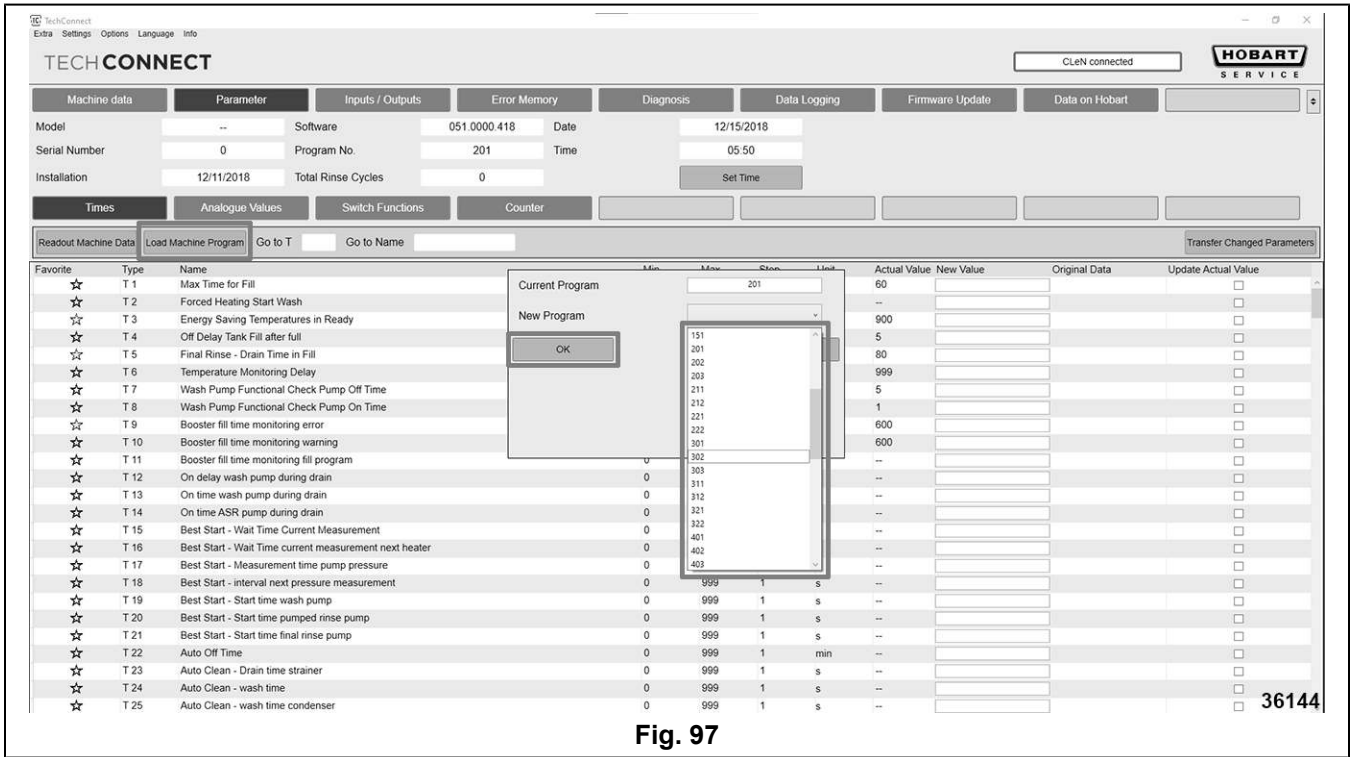 TechConnect
Extra Settings Options Language Info
TECHCONNECT
CLeN connected
HOBART
SERVICE
Machine data Parameter Inputs / Outputs Error Memory Diagnosis Data Logging Firmware Update Data on Hobart
Model -- Software 051.0000.418 Date 12/15/2018
Serial Number 0 Program No. 201 Time 05:50
Installation 12/11/2018 Total Rinse Cycles 0 Set Time
Times Analogue Values Switch Functions Counter
Readout Machine Data Load Machine Program Go to T Go to Name Transfer Changed Parameters
Favorite Type Name Min Max Step Unit Actual Value New Value Original Data Update Actual Value
T 1 Max Time for Fill 60
T 2 Forced Heating Start Wash --
T 3 Energy Saving Temperatures in Ready 900
T 4 Off Delay Tank Fill after full 5
T 5 Final Rinse - Drain Time in Fill 80
T 6 Temperature Monitoring Delay 999
T 7 Wash Pump Functional Check Pump Off Time 5
T 8 Wash Pump Functional Check Pump On Time 1
T 9 Booster fill time monitoring error 600
T 10 Booster fill time monitoring warning 600
T 11 Booster fill time monitoring fill program 0 --
T 12 On delay wash pump during drain 0 --
T 13 On time wash pump during drain 0 --
T 14 On time ASR pump during drain 0 --
T 15 Best Start - Wait Time Current Measurement 0 --
T 16 Best Start - Wait Time current measurement next heater 0 --
T 17 Best Start - Measurement time pump pressure 0 --
T 18 Best Start - interval next pressure measurement 0 999 1 s --
T 19 Best Start - Start time wash pump 0 999 1 s --
T 20 Best Start - Start time pumped rinse pump 0 999 1 s --
T 21 Best Start - Start time final rinse pump 0 999 1 s --
T 22 Auto Off Time 0 999 1 min --
T 23 Auto Clean - Drain time strainer 0 999 1 s --
T 24 Auto Clean - wash time 0 999 1 s --
T 25 Auto Clean - wash time condenser 0 999 1 s --
Current Program 201
New Program
OK
151
201
202
203
211
212
221
222
301
302
303
311
312
321
322
401
402
403
36144
Fig. 97